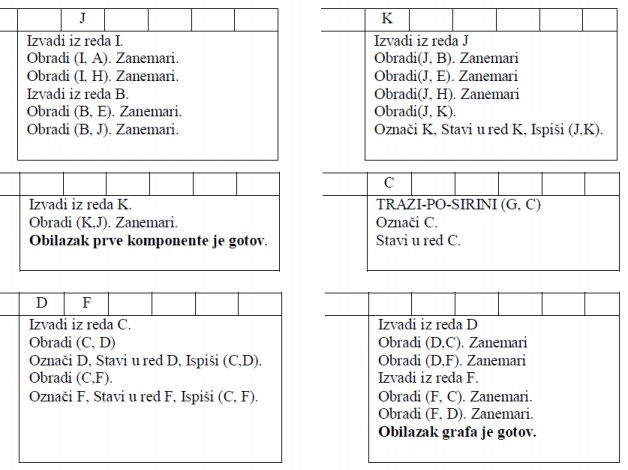 J
Izvadi iz reda I.
Obradi (I, A). Zanemari.
Obradi (I, H). Zanemari.
Izvadi iz reda B.
Obradi (B, E). Zanemari.
Obradi (B, J). Zanemari.
K
Izvadi iz reda J
Obradi(J, B). Zanemari
Obradi(J, E). Zanemari
Obradi(J, H). Zanemari
Obradi(J, K).
Označi K, Stavi u red K, Ispiši (J,K).
Izvadi iz reda K.
Obradi (K,J). Zanemari.
Obilazak prve komponente je gotov.
C
TRAZI-PO-SIRINI (G, C)
Označi C.
Stavi u red C.
D F
Izvadi iz reda C.
Obradi (C, D)
Označi D, Stavi u red D, Ispiši (C,D).
Obradi (C,F).
Označi F, Stavi u red F, Ispiši (C, F).
Izvadi iz reda D
Obradi (D,C). Zanemari
Obradi (D,F). Zanemari
Izvadi iz reda F.
Obradi (F, C). Zanemari.
Obradi (F, D). Zanemari.
Obilazak grafa je gotov.